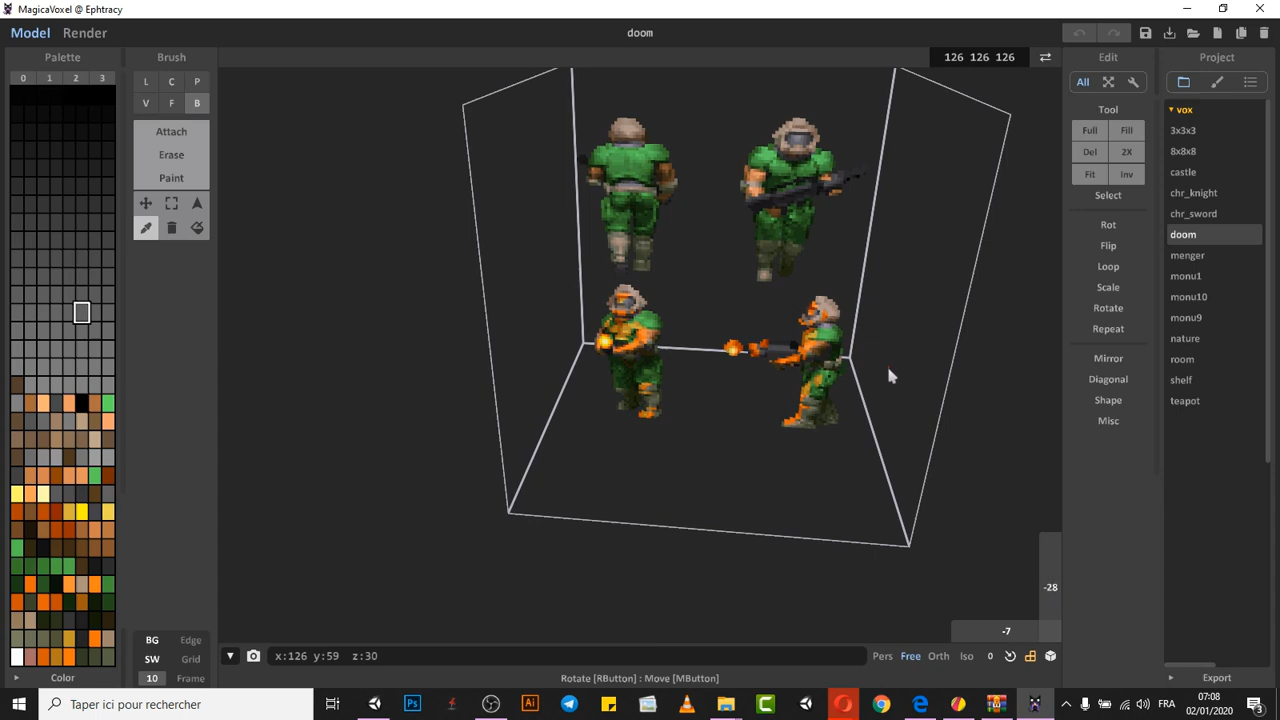 MagicaVoxel @ Ephtracy
Model Render
doom
Palette
0 1 2 3
Color
Brush
L C P
V F B
Attach
Erase
Paint
BG Edge
SW Grid
10 Frame
126 126 126
-28
-7
x:126 y:59 z:30
Pers Free Orth Iso 0
Rotate [RButton] : Move [MButton]
Edit
All
Tool
Full Fill
Del 2X
Fit Inv
Select
Rot
Flip
Loop
Scale
Rotate
Repeat
Mirror
Diagonal
Shape
Misc
Project
vox
3x3x3
8x8x8
castle
chr_knight
chr_sword
doom
menger
monu1
monu10
monu9
nature
room
shelf
teapot
Export
Taper ici pour rechercher
Ps
Ai
FRA
07:08
02/01/2020
3